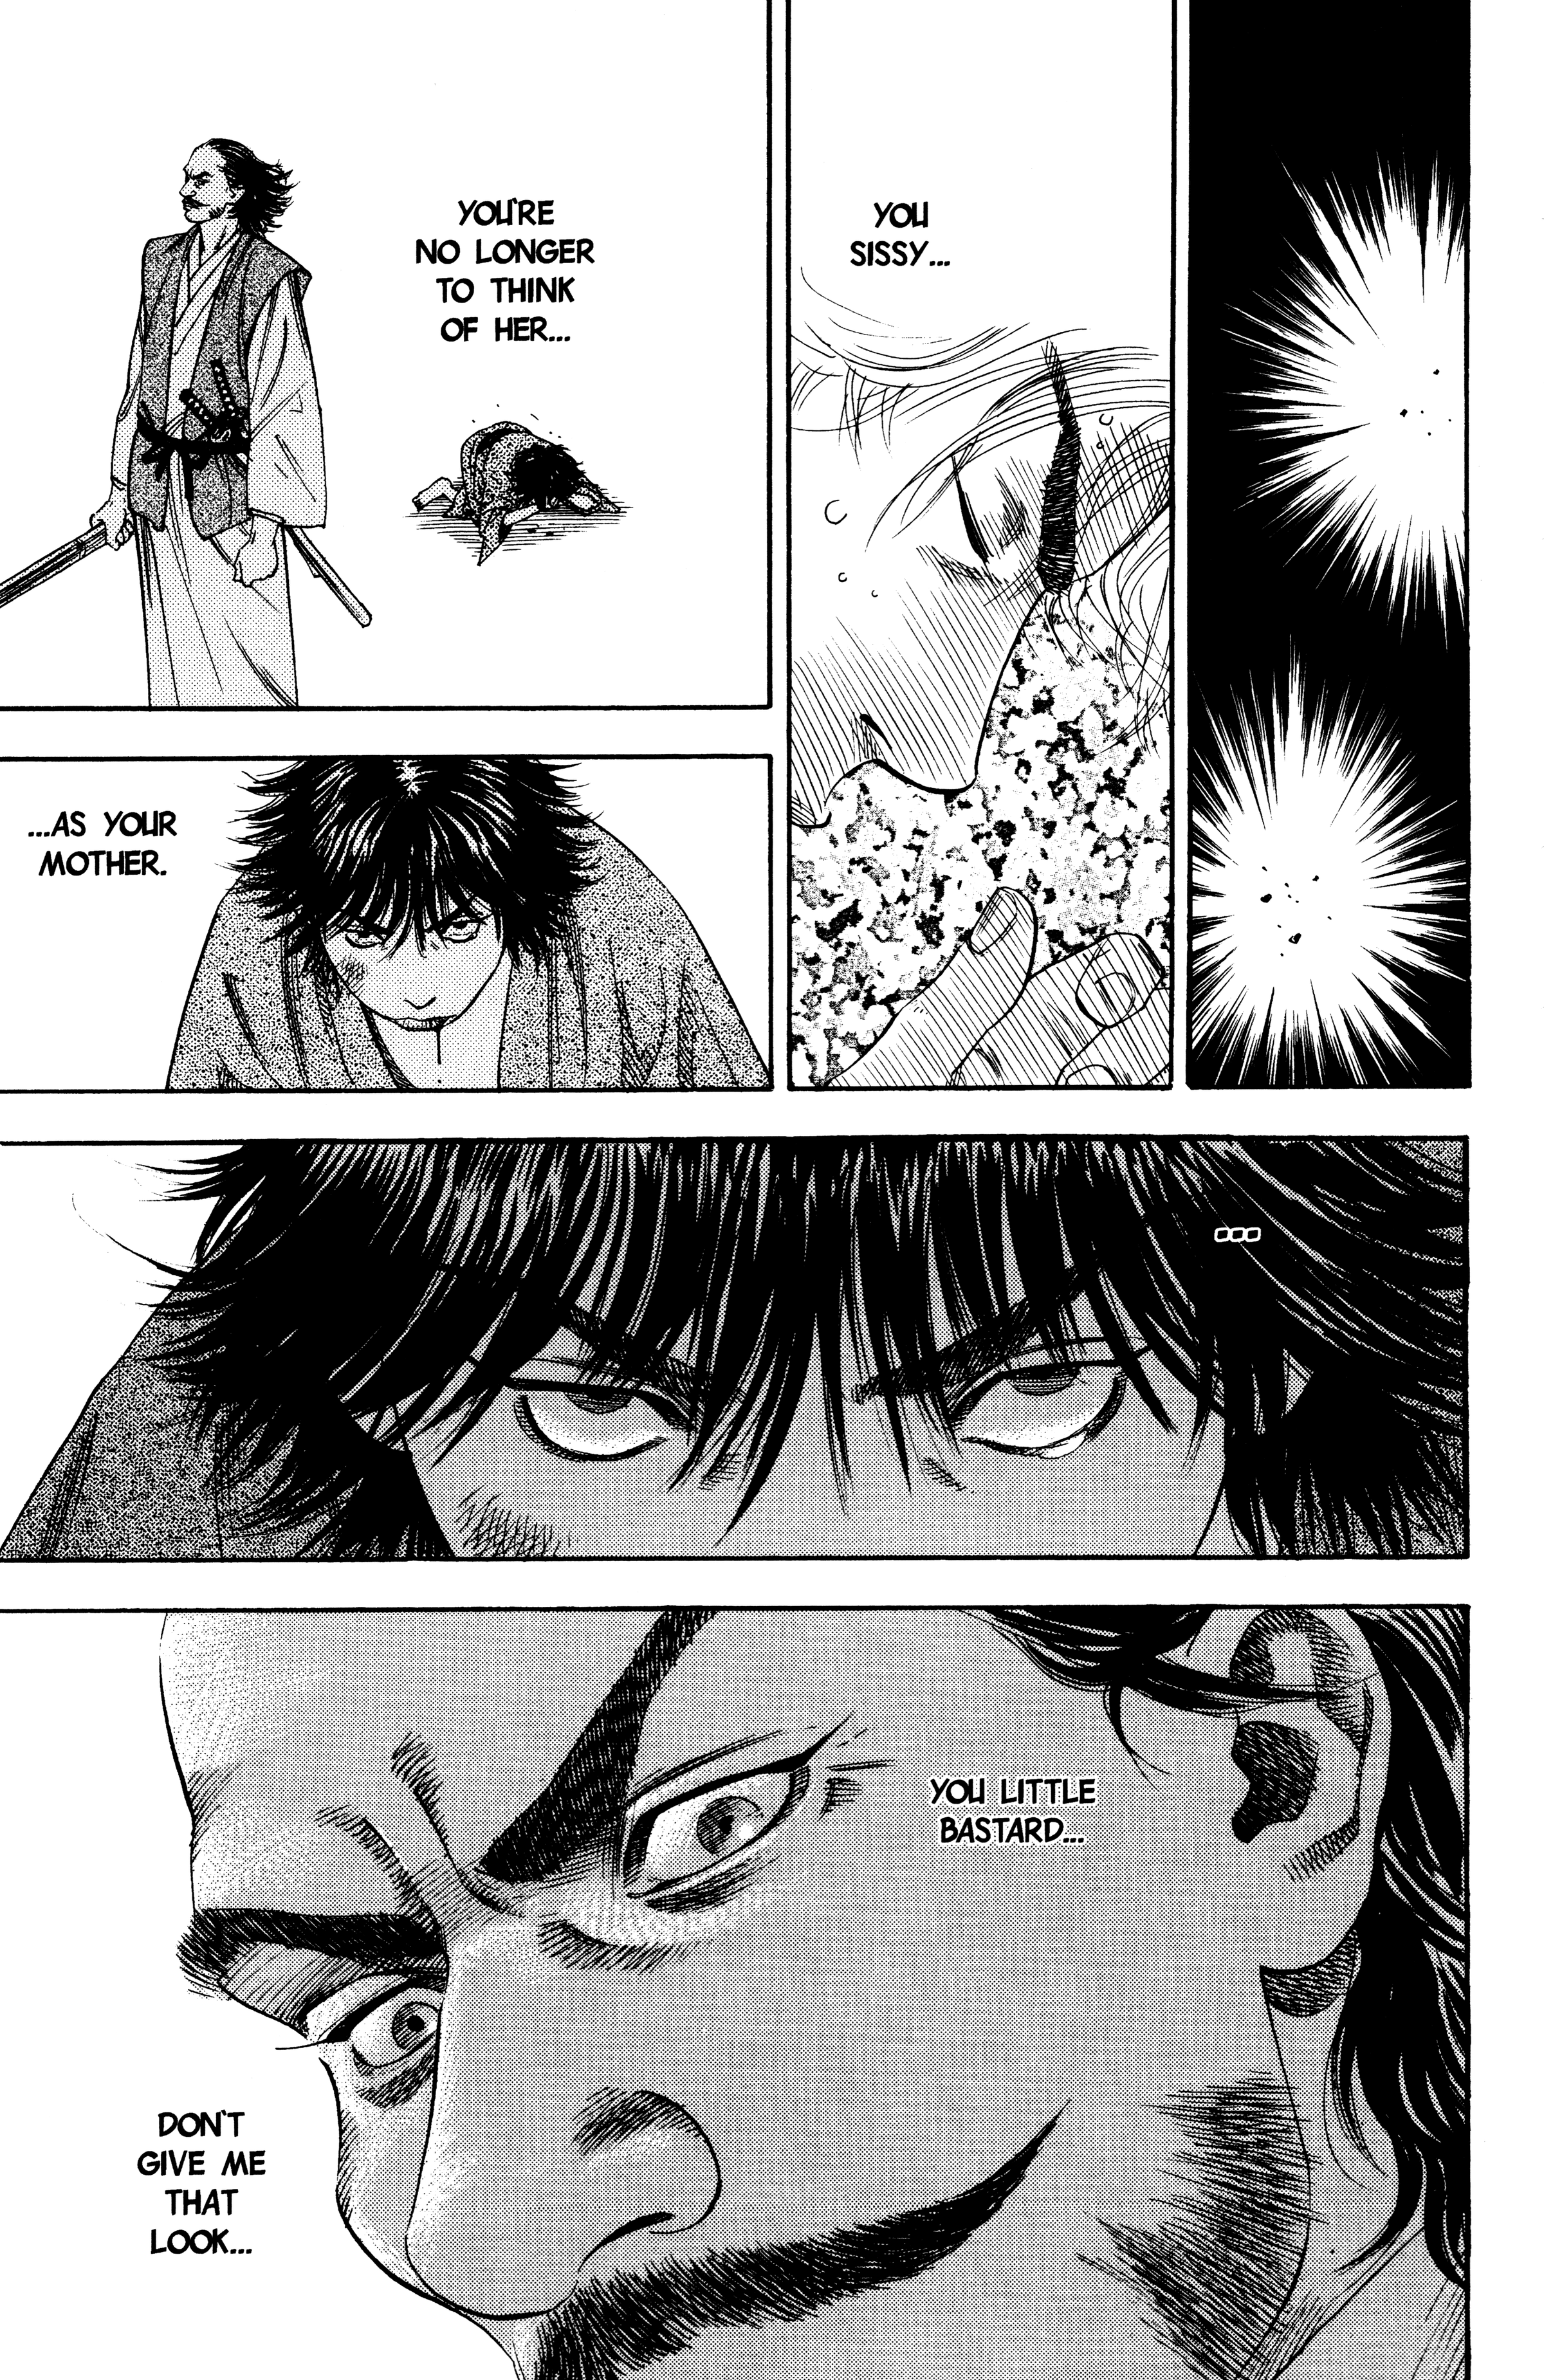 YOU
SISSY...
YOU'RE
NO LONGER
TO THINK
OF HER...
...AS YOUR
MOTHER.
...
YOU LITTLE
BASTARD...
DON'T
GIVE ME
THAT
LOOK...